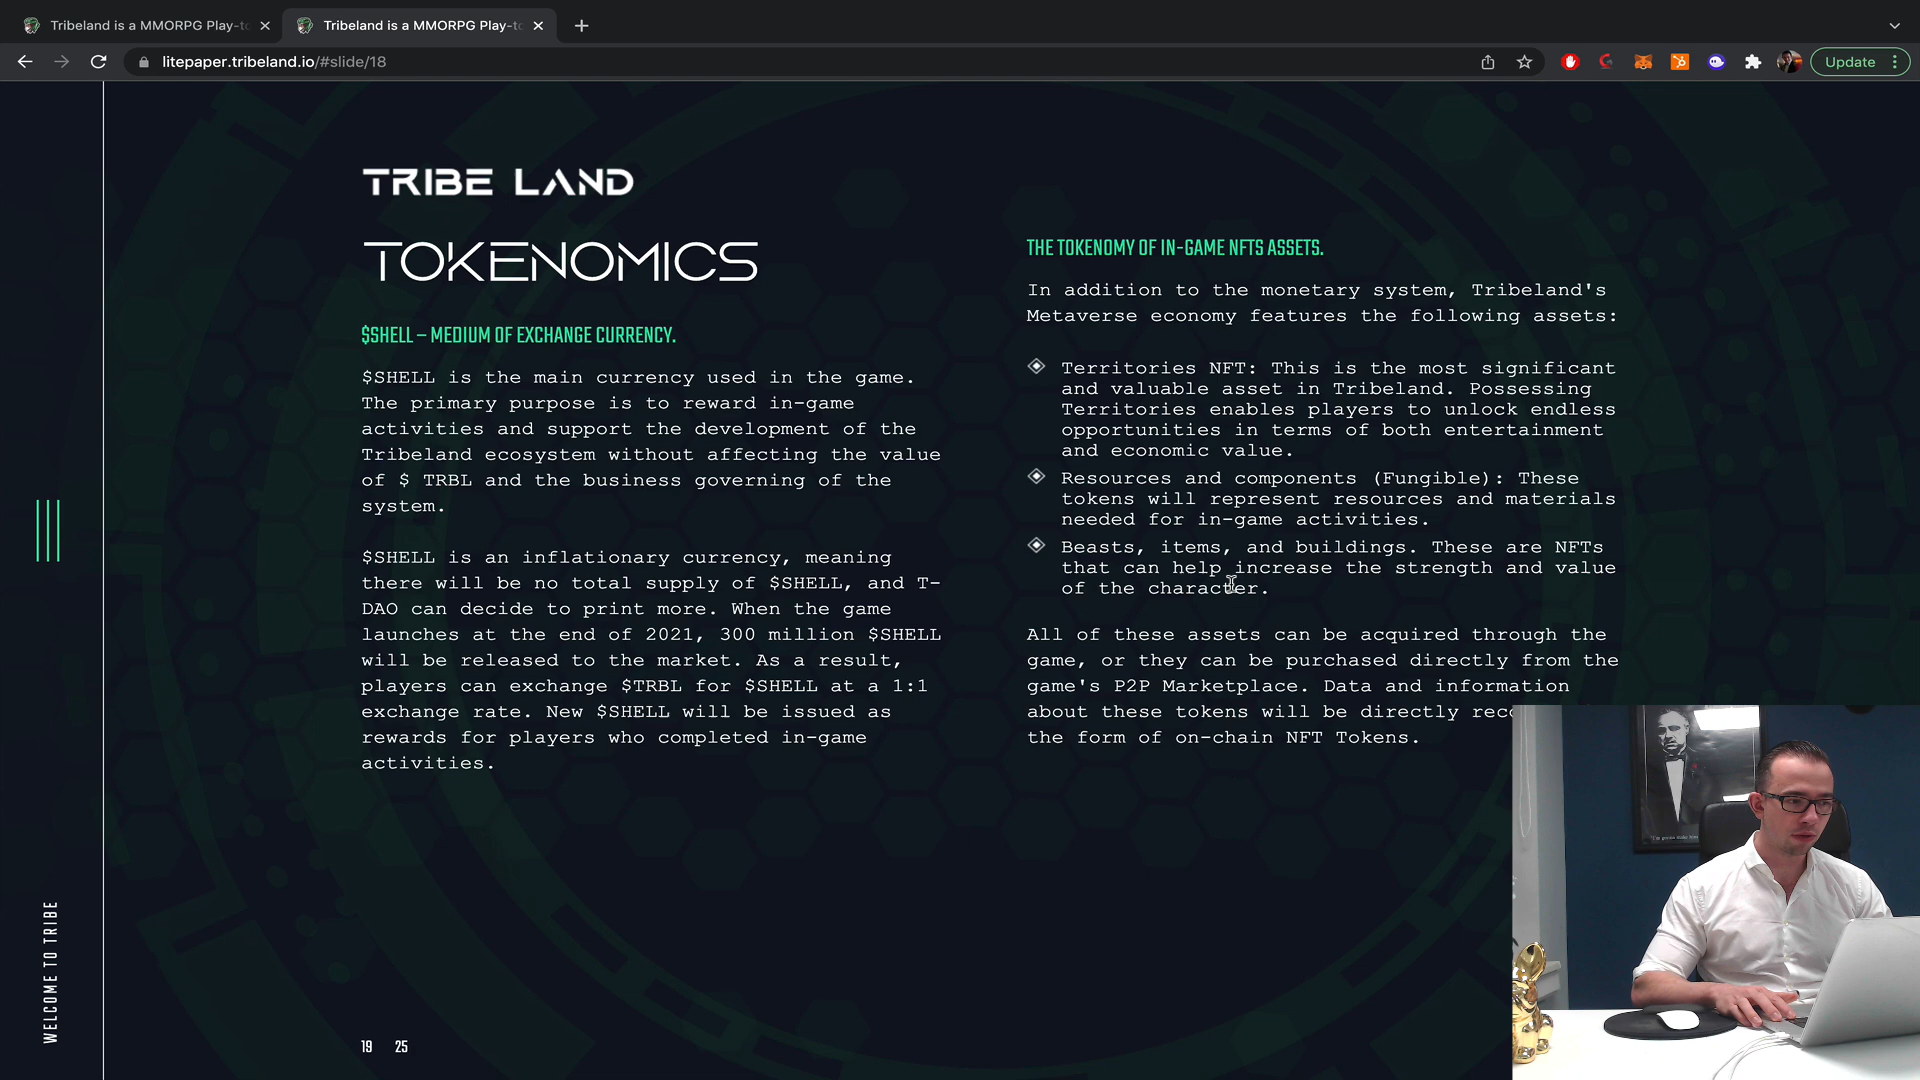 Tribeland is a MMORPG Play-to
Tribeland is a MMORPG Play-to
litepaper.tribeland.io/#slide/18
Update
TRIBE LAND
TOKENOMICS
$SHELL – MEDIUM OF EXCHANGE CURRENCY.
$SHELL is the main currency used in the game.
The primary purpose is to reward in-game
activities and support the development of the
Tribeland ecosystem without affecting the value
of $ TRBL and the business governing of the
system.
$SHELL is an inflationary currency, meaning
there will be no total supply of $SHELL, and T-
DAO can decide to print more. When the game
launches at the end of 2021, 300 million $SHELL
will be released to the market. As a result,
players can exchange $TRBL for $SHELL at a 1:1
exchange rate. New $SHELL will be issued as
rewards for players who completed in-game
activities.
THE TOKENOMY OF IN-GAME NFTS ASSETS.
In addition to the monetary system, Tribeland's
Metaverse economy features the following assets:
Territories NFT: This is the most significant
and valuable asset in Tribeland. Possessing
Territories enables players to unlock endless
opportunities in terms of both entertainment
and economic value.
Resources and components (Fungible): These
tokens will represent resources and materials
needed for in-game activities.
Beasts, items, and buildings. These are NFTs
that can help increase the strength and value
of the character.
All of these assets can be acquired through the
game, or they can be purchased directly from the
game's P2P Marketplace. Data and information
about these tokens will be directly
the form of on-chain NFT Tokens.
WELCOME TO TRIBE
19 25